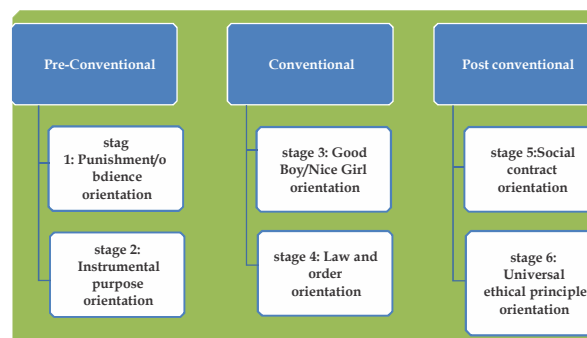 Pre-Conventional
stag
1: Punishment/o
bdience
orientation
stage 2:
Instrumental
purpose
orientation
Conventional
stage 3: Good
Boy/Nice Girl
orientation
stage 4: Law and
order
orientation
Post conventional
stage 5:Social
contract
orientation
stage 6:
Universal
ethical principle
orientation